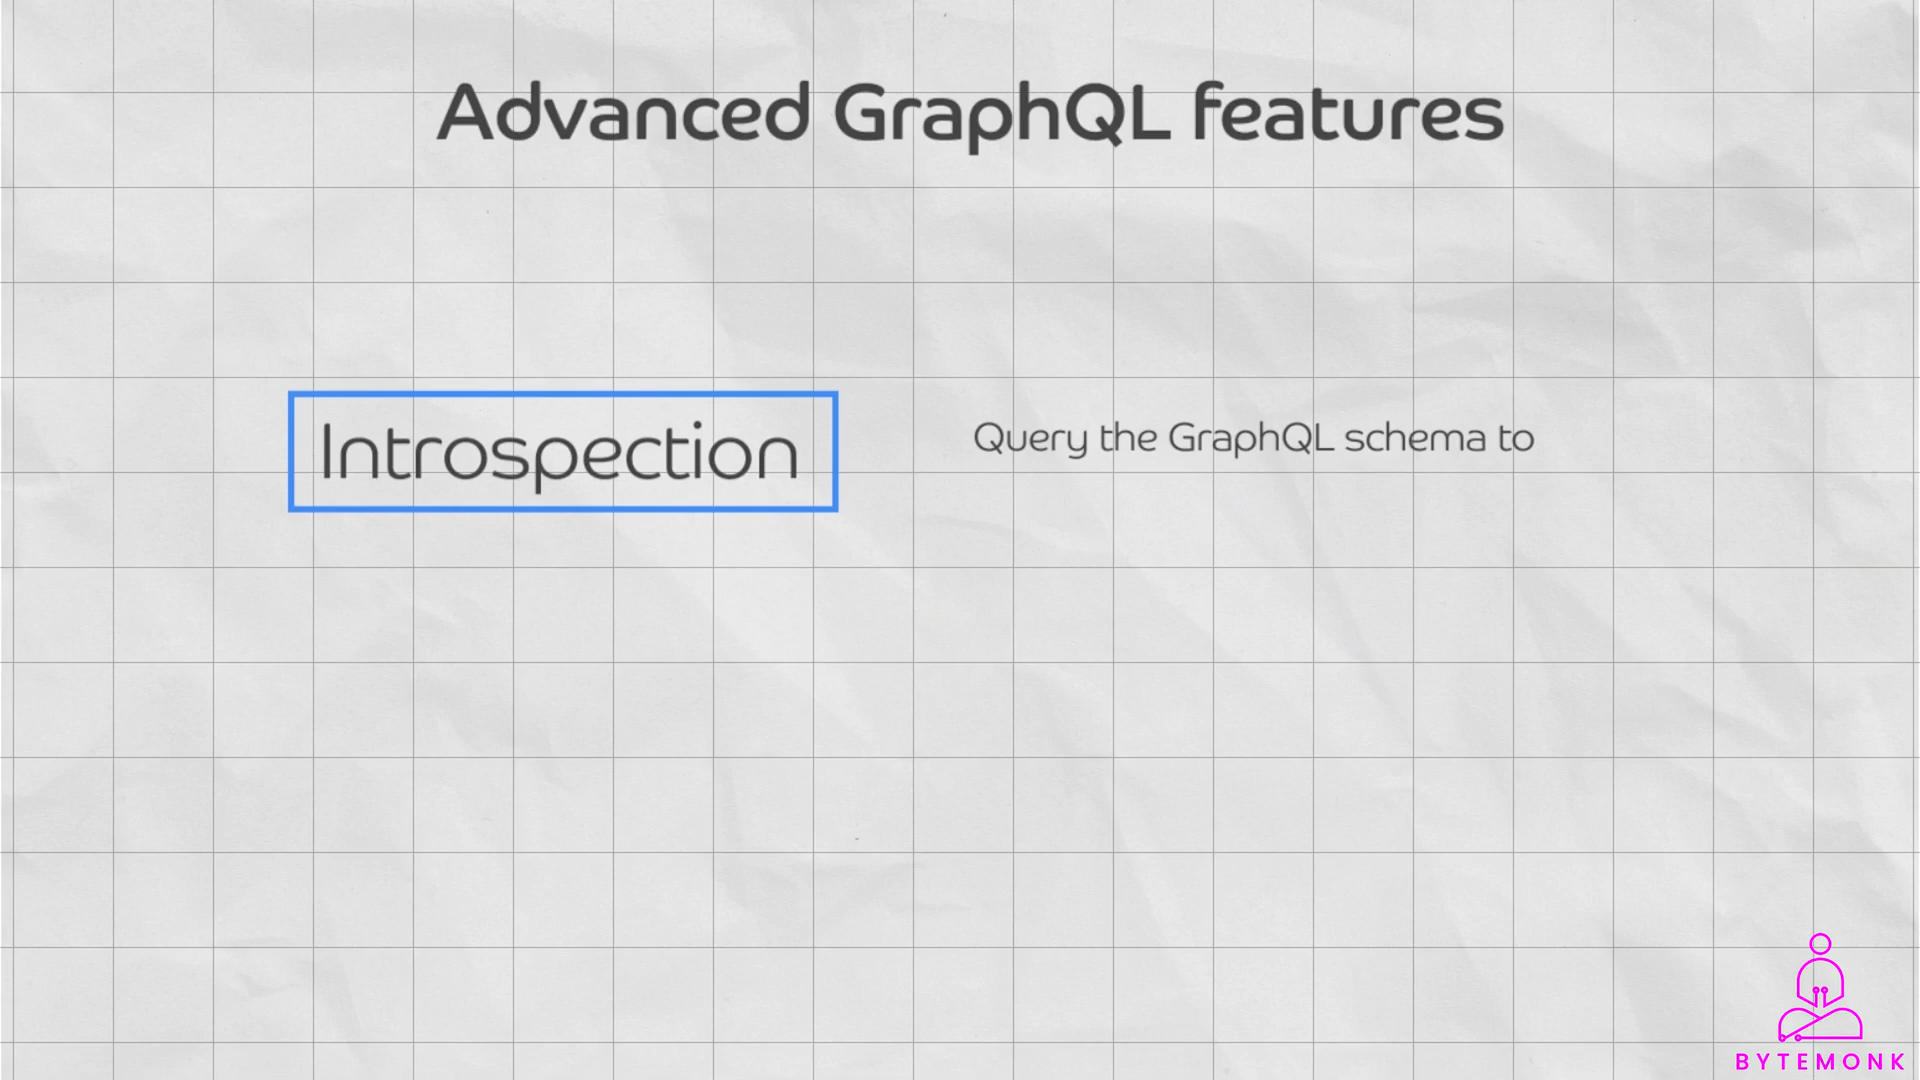 Advanced GraphQL features
Introspection
Query the GraphQL schema to
BYTEMONK